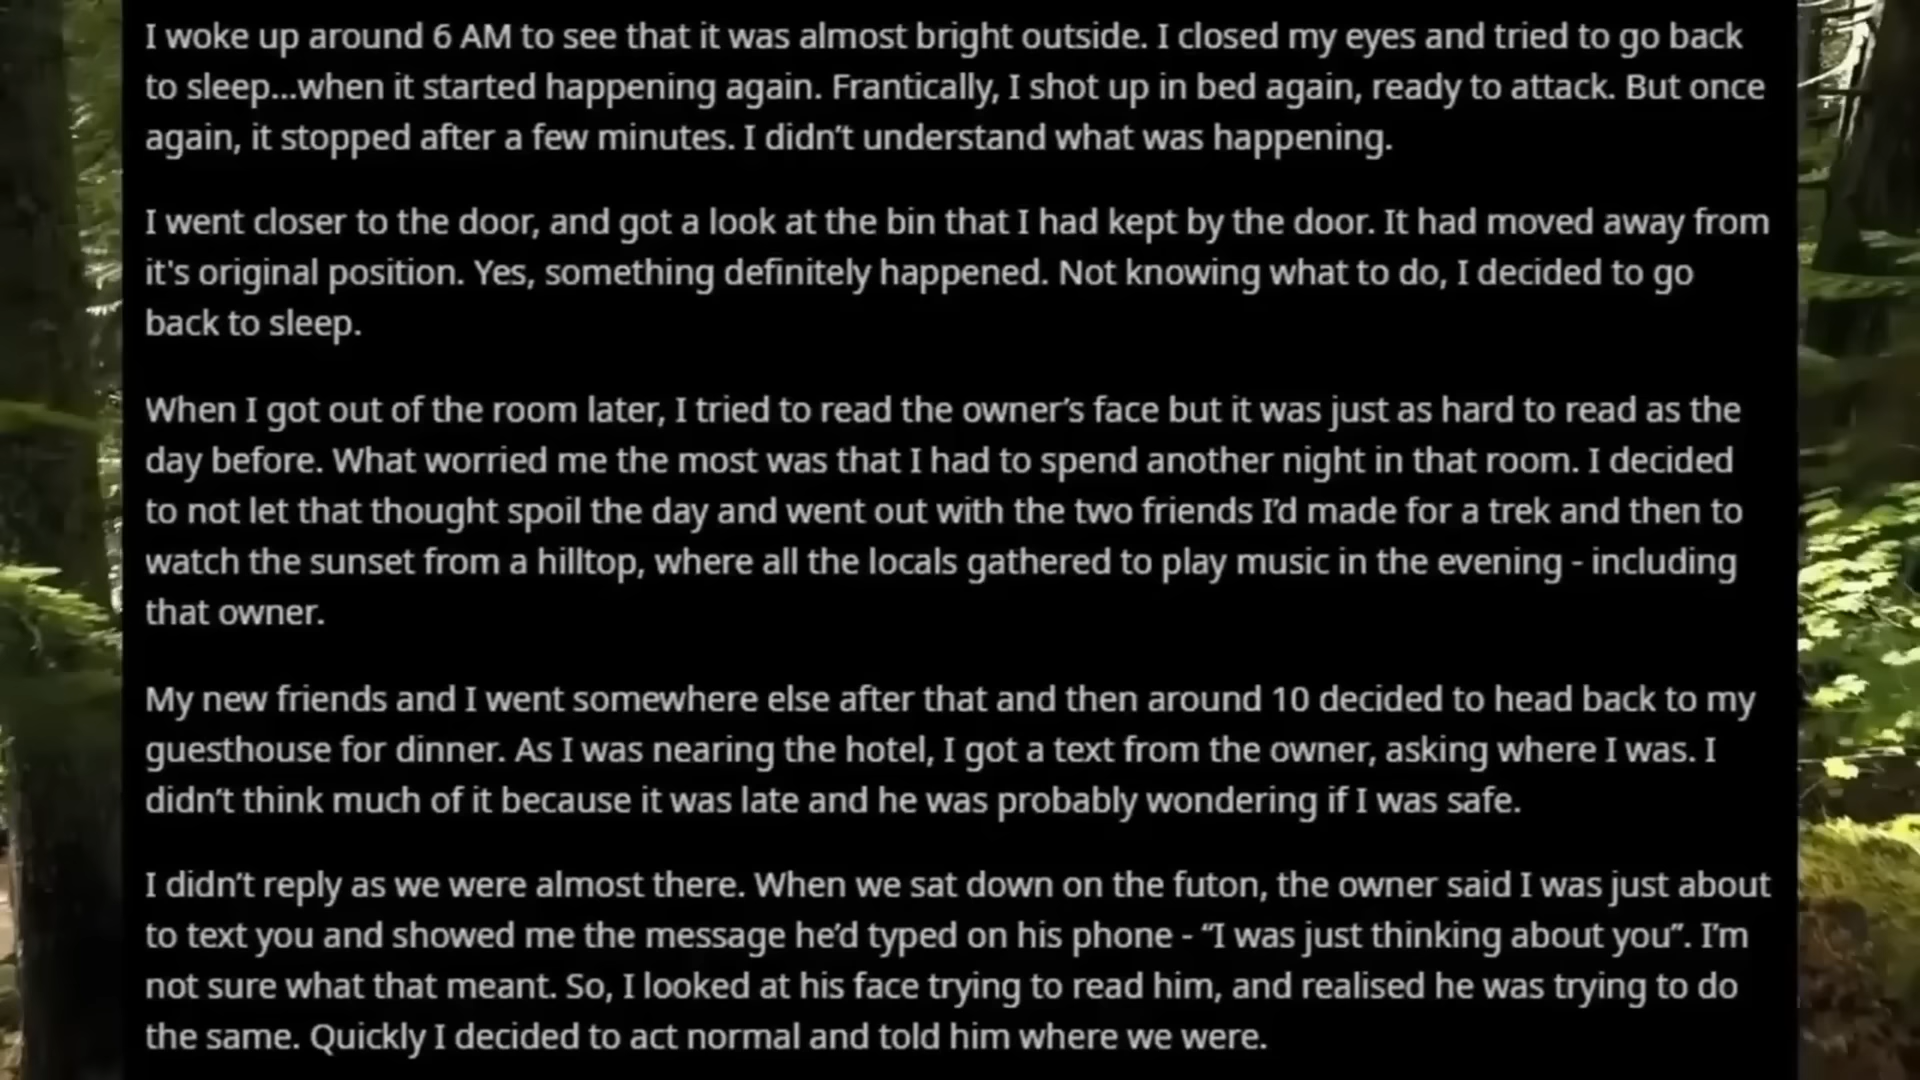 I woke up around 6 AM to see that it was almost bright outside. I closed my eyes and tried to go back
to sleep...when it started happening again. Frantically, I shot up in bed again, ready to attack. But once
again, it stopped after a few minutes. I didn’t understand what was happening.
I went closer to the door, and got a look at the bin that I had kept by the door. It had moved away from
it's original position. Yes, something definitely happened. Not knowing what to do, I decided to go
back to sleep.
When I got out of the room later, I tried to read the owner’s face but it was just as hard to read as the
day before. What worried me the most was that I had to spend another night in that room. I decided
to not let that thought spoil the day and went out with the two friends I’d made for a trek and then to
watch the sunset from a hilltop, where all the locals gathered to play music in the evening - including
that owner.
My new friends and I went somewhere else after that and then around 10 decided to head back to my
guesthouse for dinner. As I was nearing the hotel, I got a text from the owner, asking where I was. I
didn’t think much of it because it was late and he was probably wondering if I was safe.
I didn’t reply as we were almost there. When we sat down on the futon, the owner said I was just about
to text you and showed me the message he’d typed on his phone - “I was just thinking about you”. I’m
not sure what that meant. So, I looked at his face trying to read him, and realised he was trying to do
the same. Quickly I decided to act normal and told him where we were.